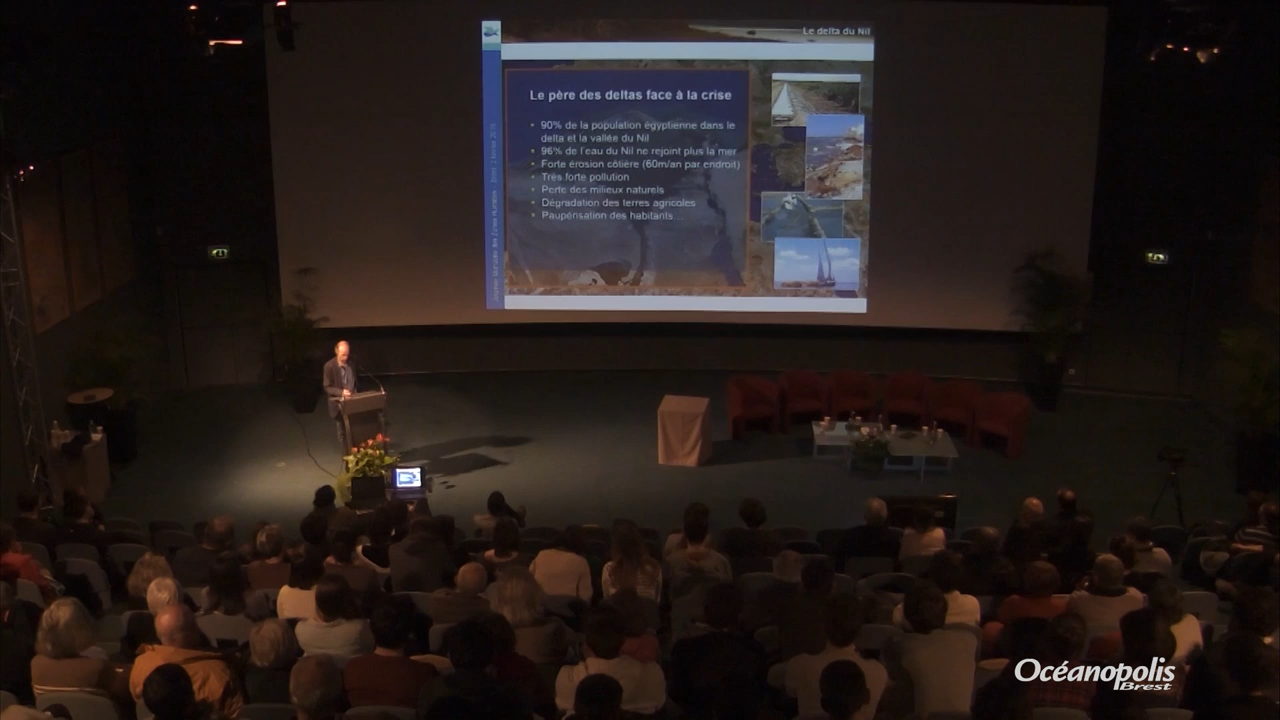 Le delta du Nil
Le père des deltas face à la crise
• 90% de la population égyptienne dans le
delta et la vallée du Nil
• 96% de l'eau du Nil ne rejoint plus la mer
• Forte érosion côtière (60m/an par endroit)
• Très forte pollution
• Perte des milieux naturels
• Dégradation des terres agricoles
• Paupérisation des habitants...
Océanopolis
Brest